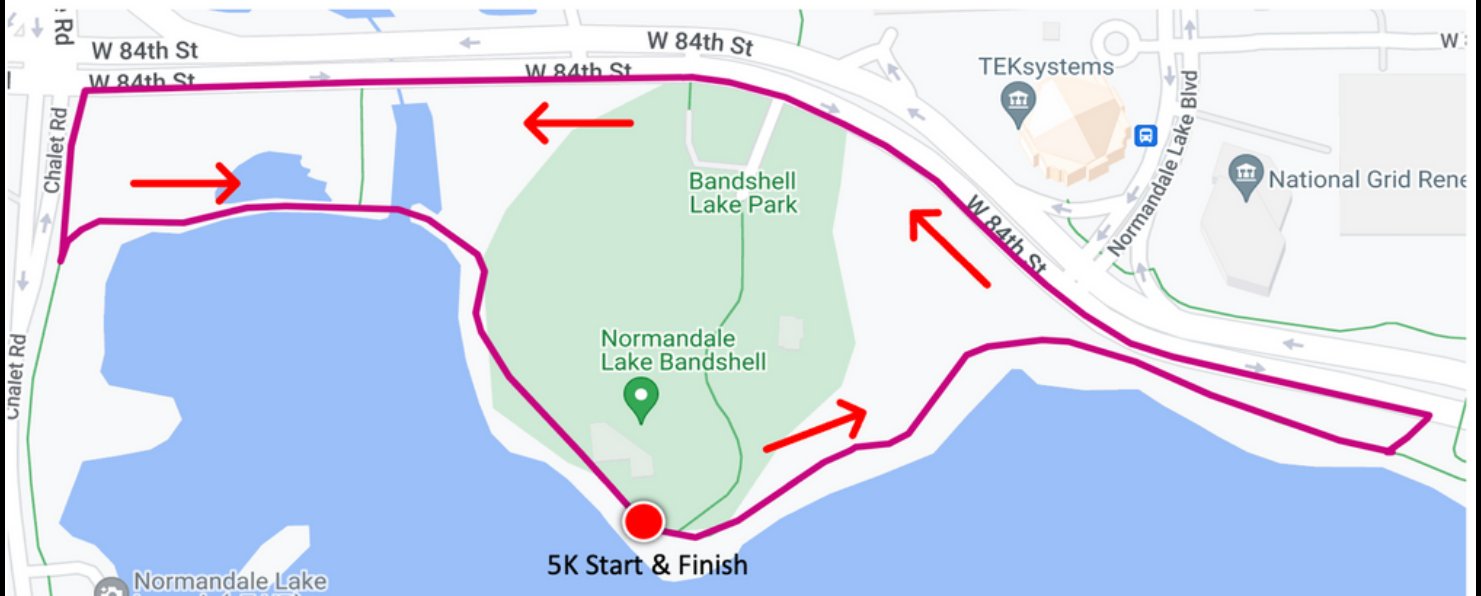 W 84th St
W 84th St
W 84th St
W 84th St
TEKsystems
Chalet Rd
Bandshell
Lake Park
W 84th St
Normandale Lake Blvd
National Grid Rene
Normandale
Lake Bandshell
Chalet Rd
5K Start & Finish
Normandale Lake